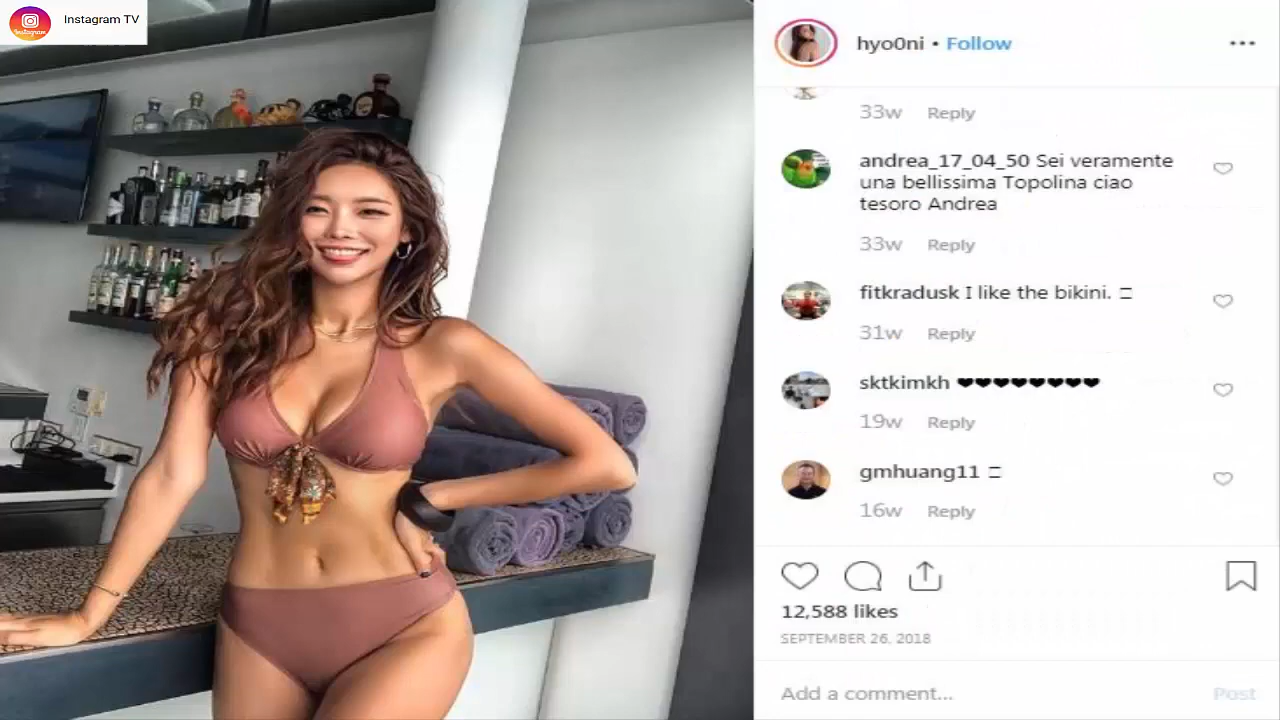 Instagram TV
Instagram
hyo0ni • Follow
33w Reply
andrea_17_04_50 Sei veramente
una bellissima Topolina ciao
tesoro Andrea
33w Reply
fitkradusk I like the bikini. □
31w Reply
sktkimkh ❤❤❤❤❤❤❤❤
19w Reply
gmhuang11 □
16w Reply
12,588 likes
SEPTEMBER 26, 2018
Add a comment... Post